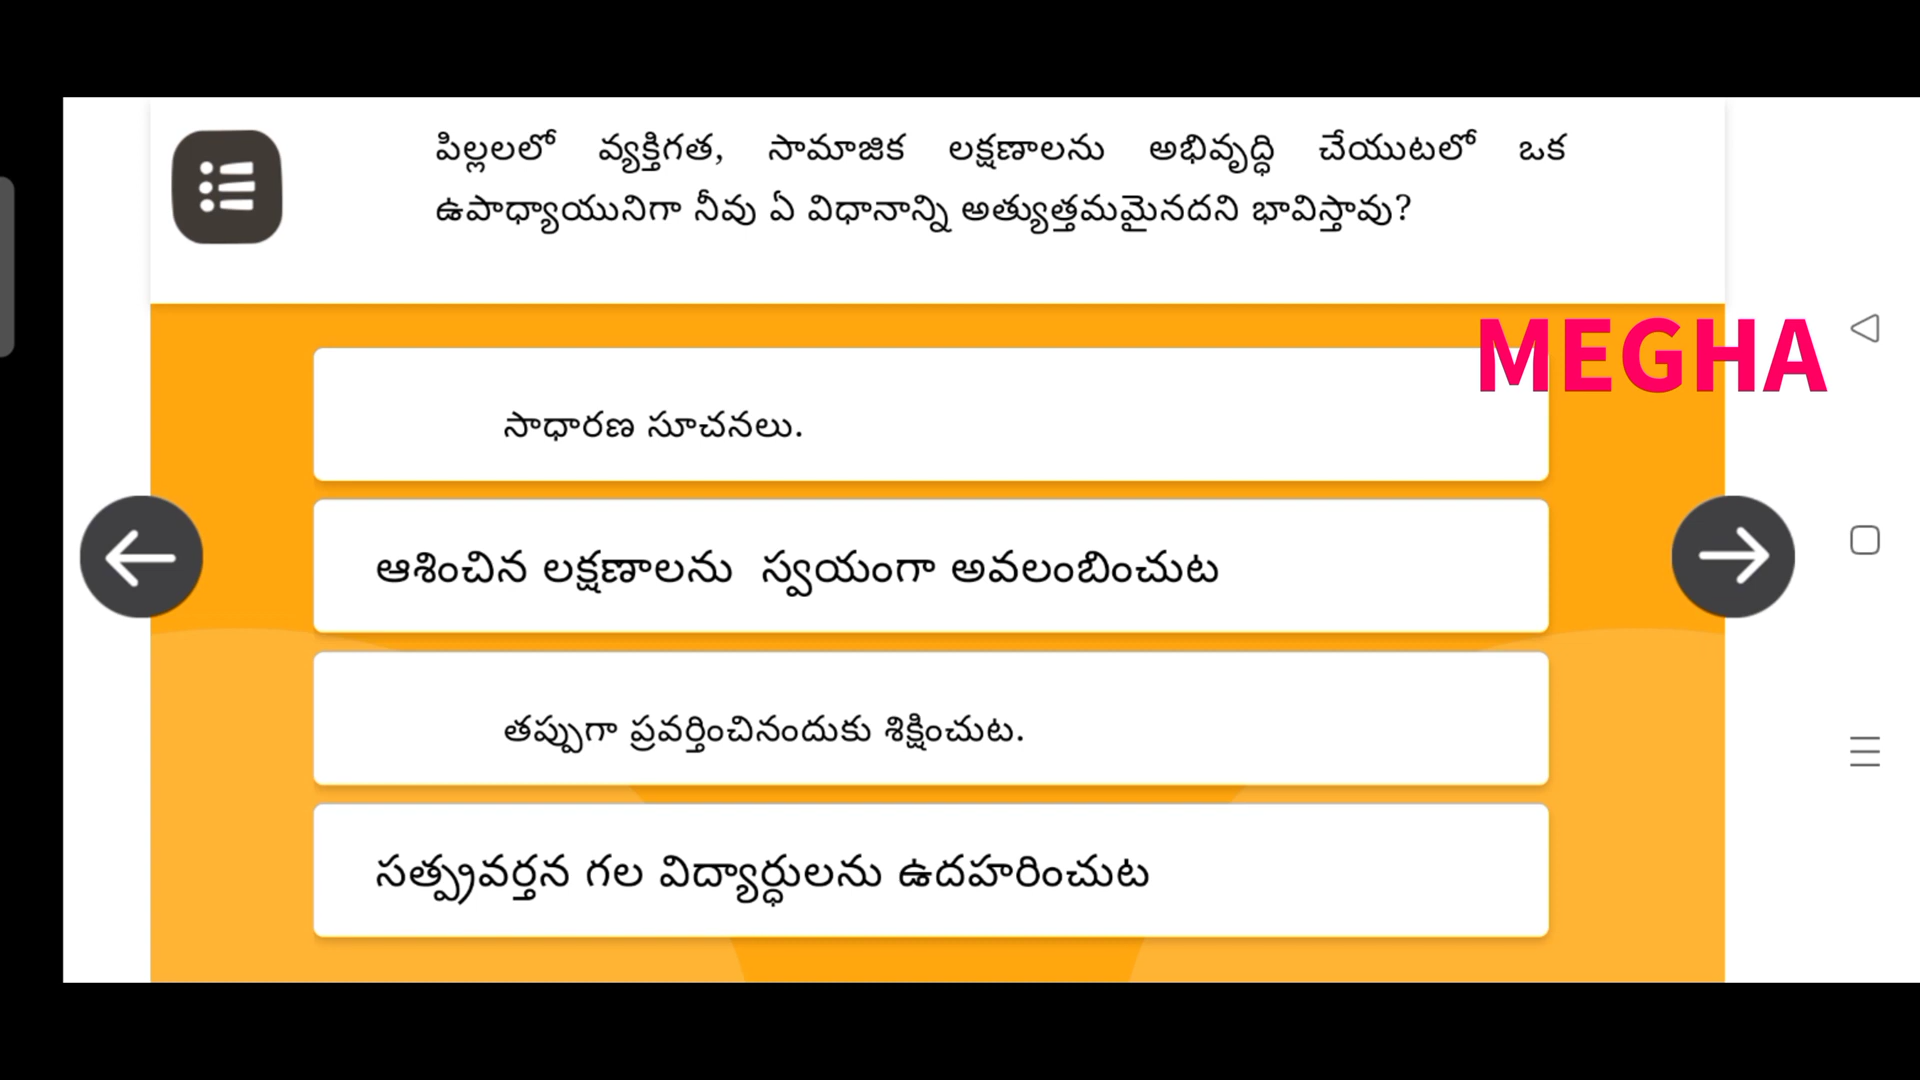 పిల్లలలో వ్యక్తిగత, సామాజిక లక్షణాలను అభివృద్ధి చేయుటలో ఒక
ఉపాధ్యాయునిగా నీవు ఏ విధానాన్ని అత్యుత్తమమైనదని భావిస్తావు?
MEGHA
సాధారణ సూచనలు.
ఆశించిన లక్షణాలను స్వయంగా అవలంబించుట
తప్పుగా ప్రవర్తించినందుకు శిక్షించుట.
సత్ప్రవర్తన గల విద్యార్ధులను ఉదహరించుట